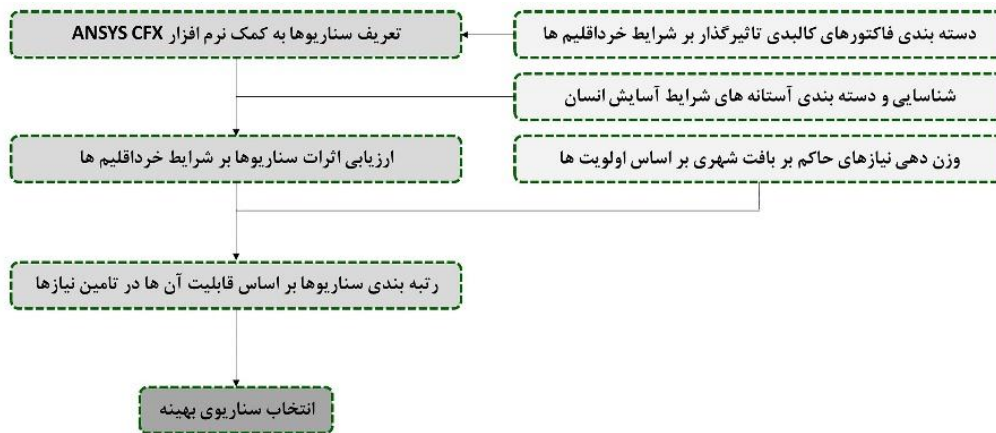 دسته بندی فاکتورهای کالبدی تاثیرگذار بر شرایط خرداقلیم ها
تعریف سناریوها به کمک نرم افزار ANSYS CFX
شناسایی و دسته بندی آستانه های شرایط آسایش انسان
وزن دهی نیازهای حاکم بر بافت شهری بر اساس اولویت ها
ارزیابی اثرات سناریوها بر شرایط خرداقلیم ها
رتبه بندی سناریوها بر اساس قابلیت آن ها در تامین نیازها
انتخاب سناریوی بهینه